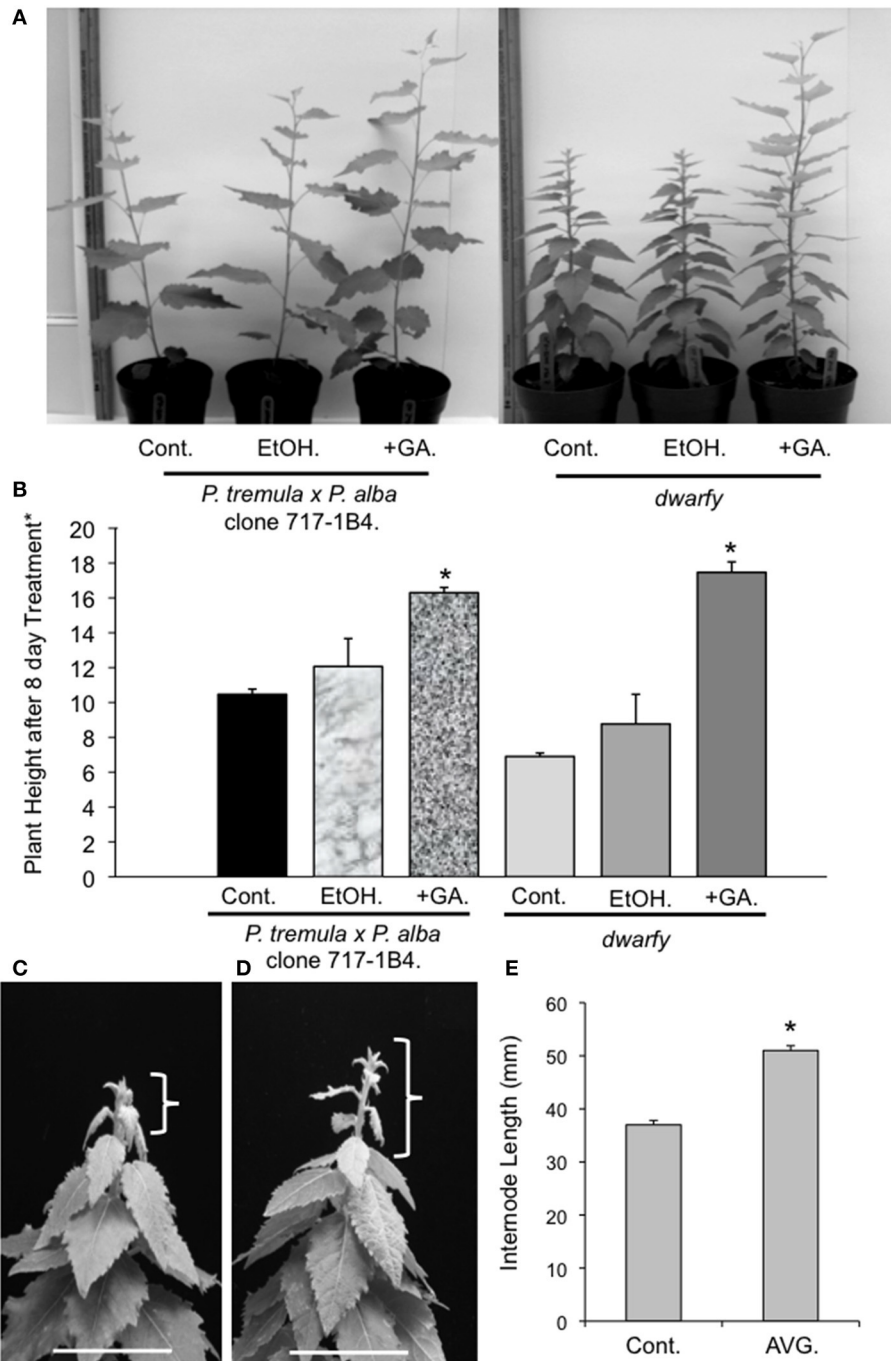 A
Cont.
EtOH.
+GA.
Cont.
EtOH.
+GA.
P. tremula x P. alba
clone 717-1B4.
dwarfy
B
Plant Height after 8 day Treatment*
20
18
16
14
12
10
8
6
4
2
0
*
*
Cont.
EtOH.
+GA.
Cont.
EtOH.
+GA.
P. tremula x P. alba
clone 717-1B4.
dwarfy
C
D
E
Internode Length (mm)
60
50
40
30
20
10
0
*
Cont.
AVG.